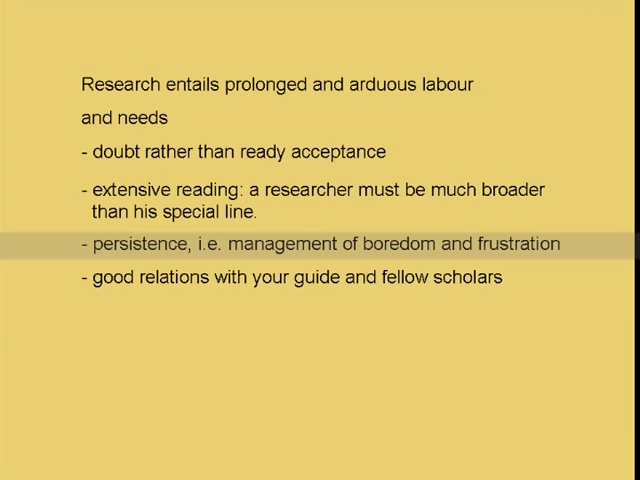 Research entails prolonged and arduous labour
and needs
- doubt rather than ready acceptance
- extensive reading: a researcher must be much broader
than his special line.
- persistence, i.e. management of boredom and frustration
- good relations with your guide and fellow scholars